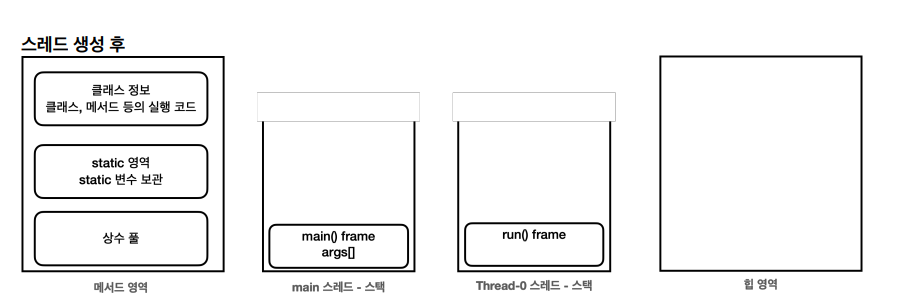 스레드 생성 후
클래스 정보
클래스, 메서드 등의 실행 코드
static 영역
static 변수 보관
상수 풀
메서드 영역
main() frame
args[]
main 스레드 - 스택
run() frame
Thread-0 스레드 - 스택
힙 영역